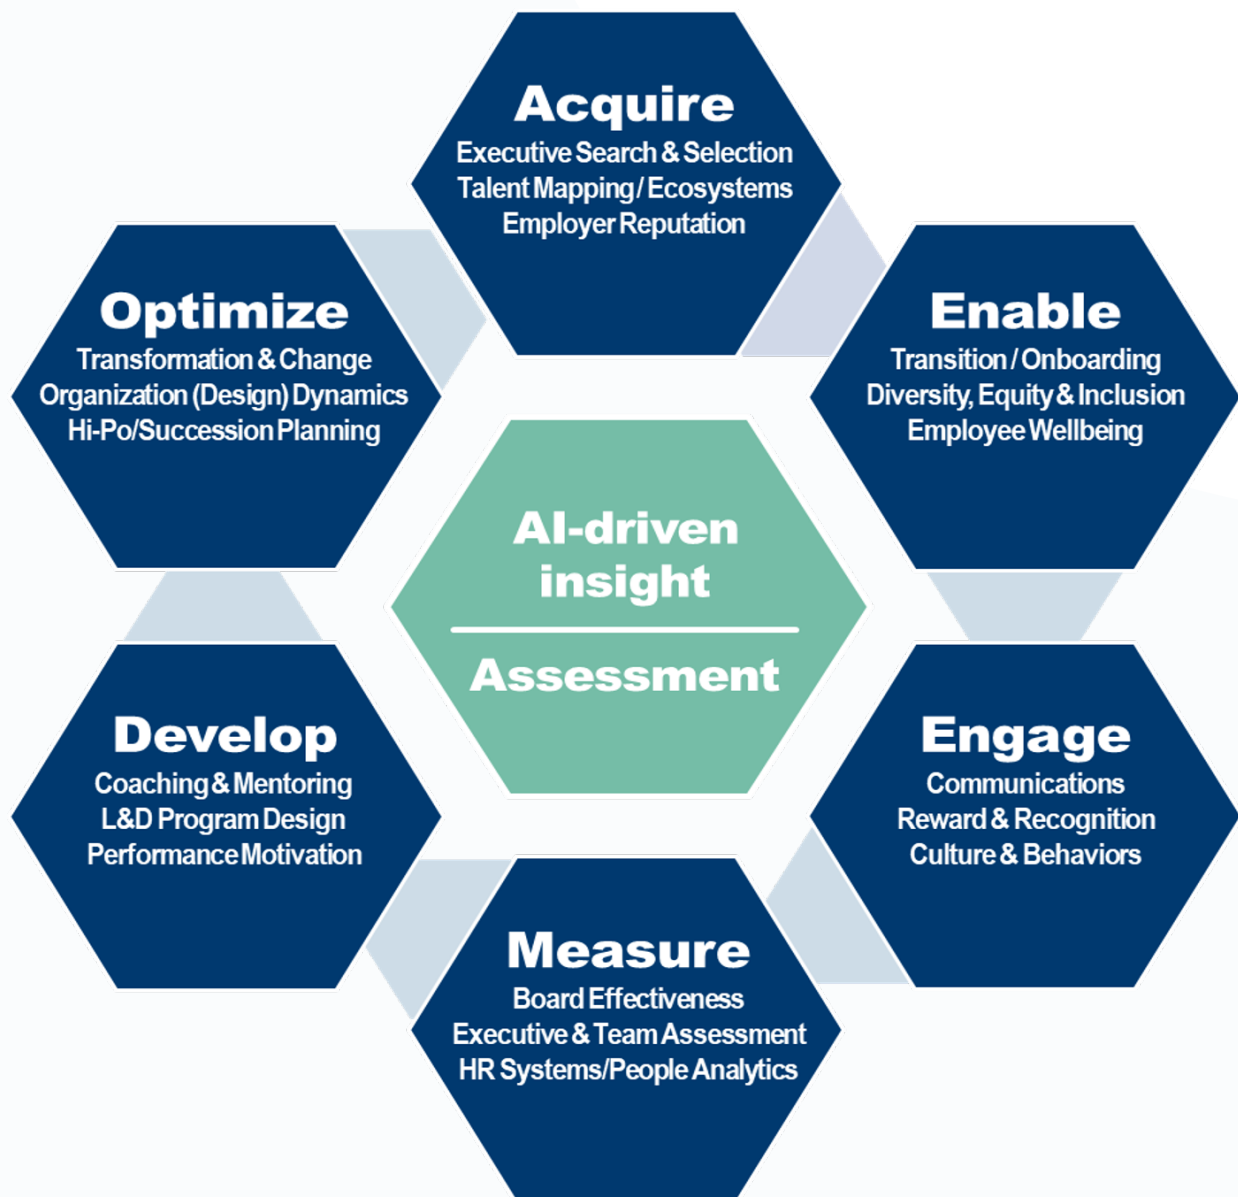 Acquire
Executive Search & Selection
Talent Mapping / Ecosystems
Employer Reputation
Enable
Transition / Onboarding
Diversity, Equity & Inclusion
Employee Wellbeing
Engage
Communications
Reward & Recognition
Culture & Behaviors
Measure
Board Effectiveness
Executive & Team Assessment
HR Systems/People Analytics
Develop
Coaching & Mentoring
L&D Program Design
Performance Motivation
Optimize
Transformation & Change
Organization (Design) Dynamics
Hi-Po/Succession Planning
AI-driven
insight
Assessment